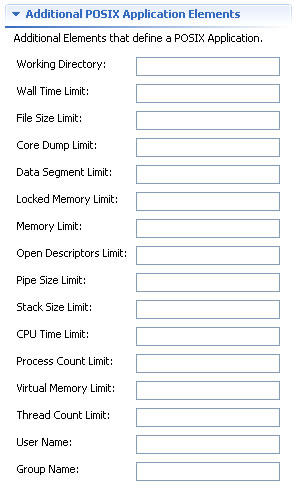 Additional POSIX Application Elements
Additional Elements that define a POSIX Application.
Working Directory:
Wall Time Limit:
File Size Limit:
Core Dump Limit:
Data Segment Limit:
Locked Memory Limit:
Memory Limit:
Open Descriptors Limit:
Pipe Size Limit:
Stack Size Limit:
CPU Time Limit:
Process Count Limit:
Virtual Memory Limit:
Thread Count Limit:
User Name:
Group Name: